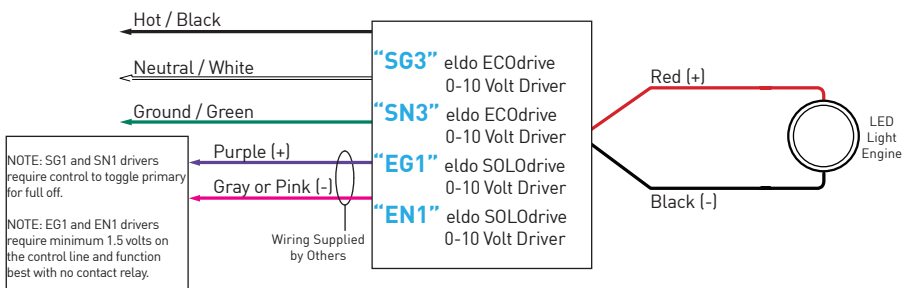 Hot / Black
Neutral / White
Ground / Green
Purple (+)
Gray or Pink (-)
NOTE: SG1 and SN1 drivers
require control to toggle primary
for full off.
NOTE: EG1 and EN1 drivers
require minimum 1.5 volts on
the control line and function
best with no contact relay.
Wiring Supplied
by Others
"SG3" eldo ECOdrive
0-10 Volt Driver
"SN3" eldo ECOdrive
0-10 Volt Driver
"EG1" eldo SOLOdrive
0-10 Volt Driver
"EN1" eldo SOLOdrive
0-10 Volt Driver
Red (+)
Black (-)
LED
Light
Engine